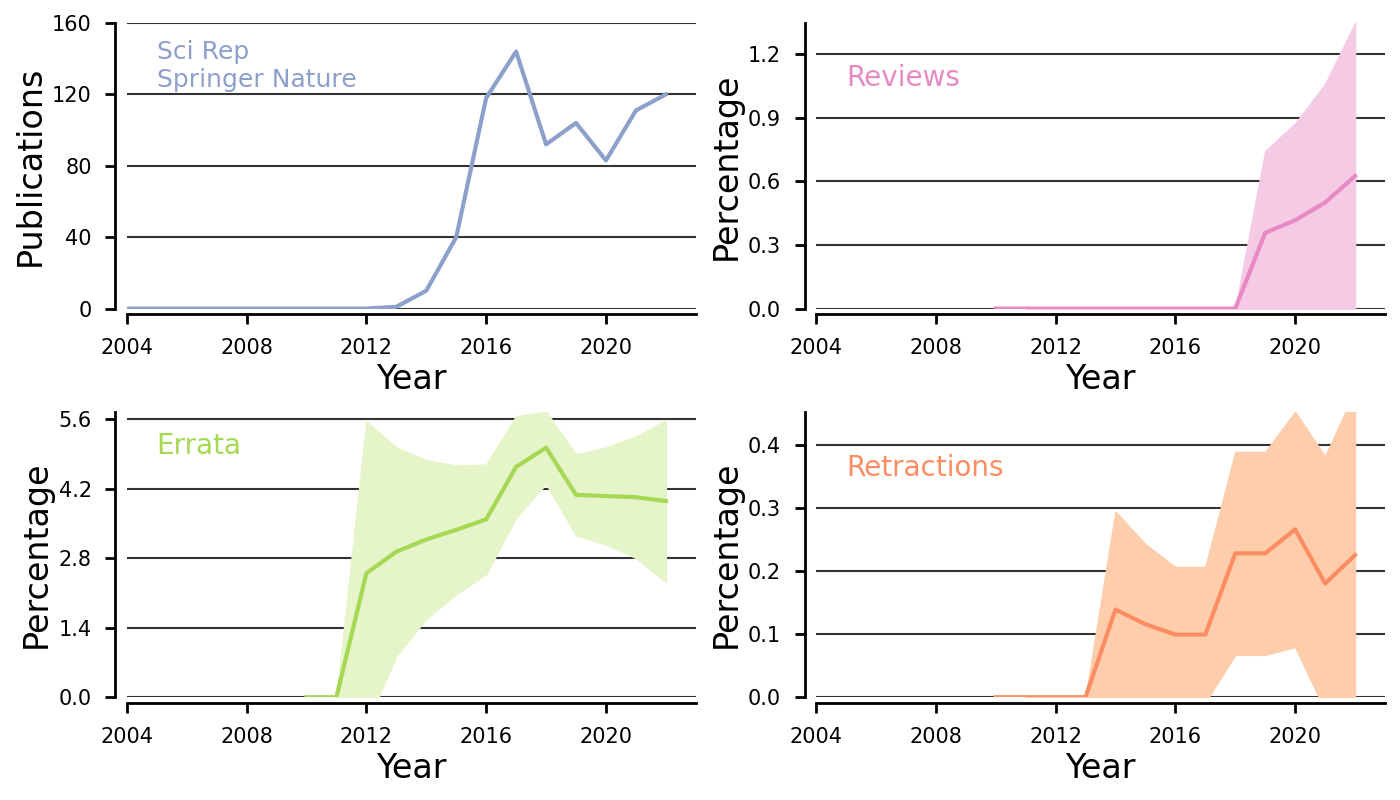 160
120
80
40
0
Publications
Sci Rep
Springer Nature
2004 2008 2012 2016 2020
Year
1.2
0.9
0.6
0.3
0.0
Percentage
Reviews
2004 2008 2012 2016 2020
Year
5.6
4.2
2.8
1.4
0.0
Percentage
Errata
2004 2008 2012 2016 2020
Year
0.4
0.3
0.2
0.1
0.0
Percentage
Retractions
2004 2008 2012 2016 2020
Year